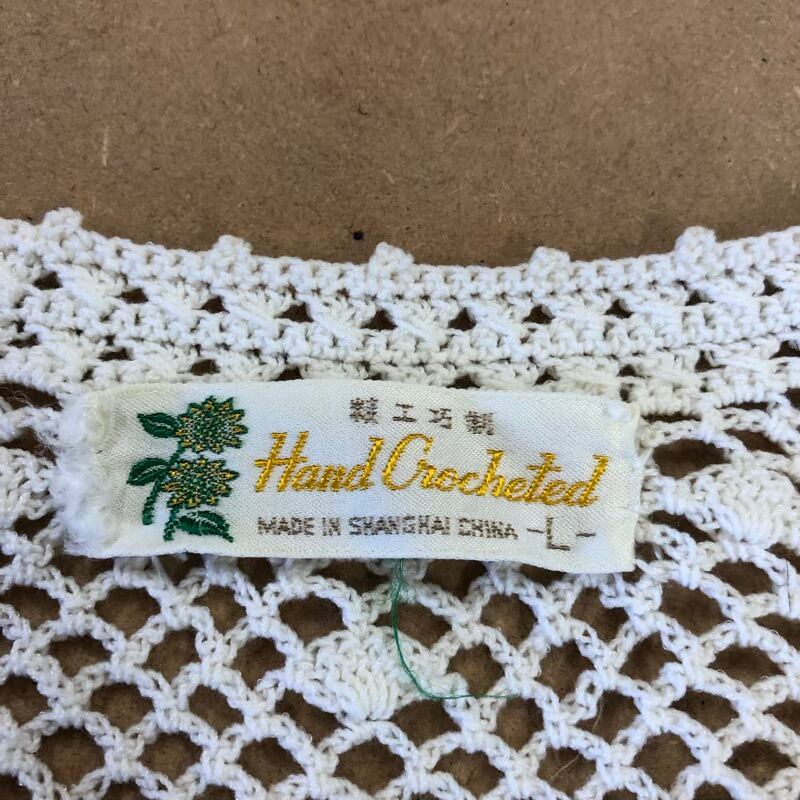 精工巧制
Hand Crocheted
MADE IN SHANGHAI CHINA -L-